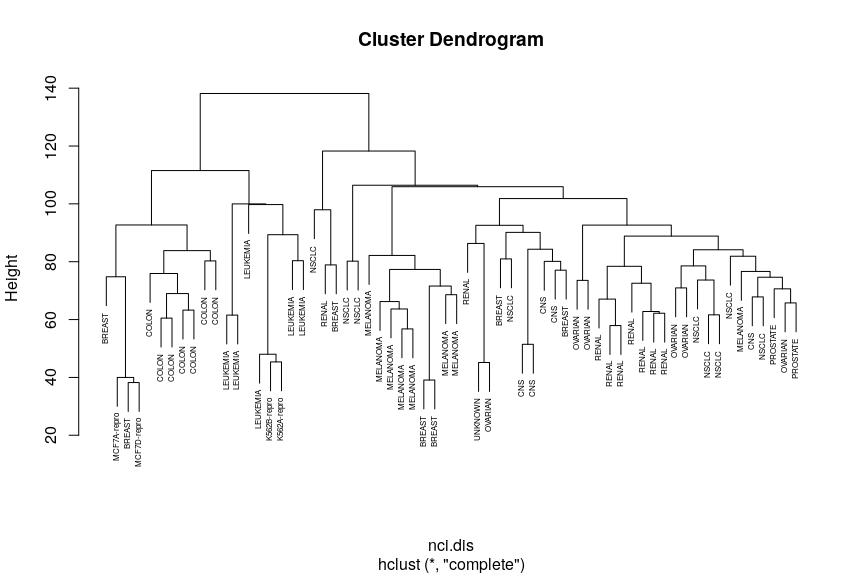 Cluster Dendrogram
Height
140
120
100
80
60
40
20
BREAST
MCF7A-repro
BREAST
MCF7D-repro
COLON
COLON
COLON
COLON
COLON
COLON
COLON
LEUKEMIA
LEUKEMIA
LEUKEMIA
LEUKEMIA
K562B-repro
K562A-repro
LEUKEMIA
LEUKEMIA
NSCLC
RENAL
BREAST
NSCLC
NSCLC
MELANOMA
MELANOMA
MELANOMA
MELANOMA
MELANOMA
BREAST
BREAST
MELANOMA
MELANOMA
RENAL
UNKNOWN
OVARIAN
BREAST
NSCLC
CNS
CNS
CNS
CNS
BREAST
OVARIAN
OVARIAN
RENAL
RENAL
RENAL
RENAL
RENAL
RENAL
RENAL
OVARIAN
OVARIAN
NSCLC
NSCLC
NSCLC
NSCLC
MELANOMA
CNS
NSCLC
PROSTATE
OVARIAN
PROSTATE
nci.dis
hclust (*, "complete")